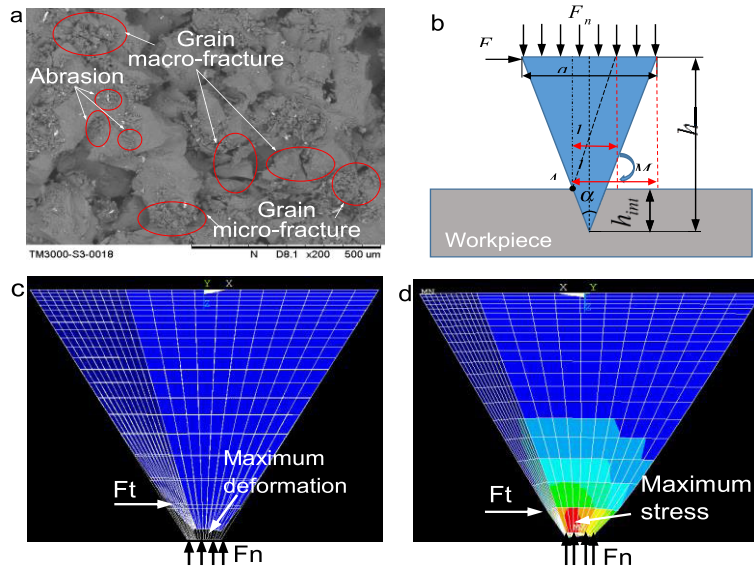 a
Grain
macro-fracture
Abrasion
Grain
micro-fracture
TM3000-S3-0018
N D8.1 x200 500 um
b
F n
F
h
α
h int
Workpiece
c
Y X
Maximum
deformation
Ft
Fn
d
MN
X Y
Ft
Maximum
stress
Fn